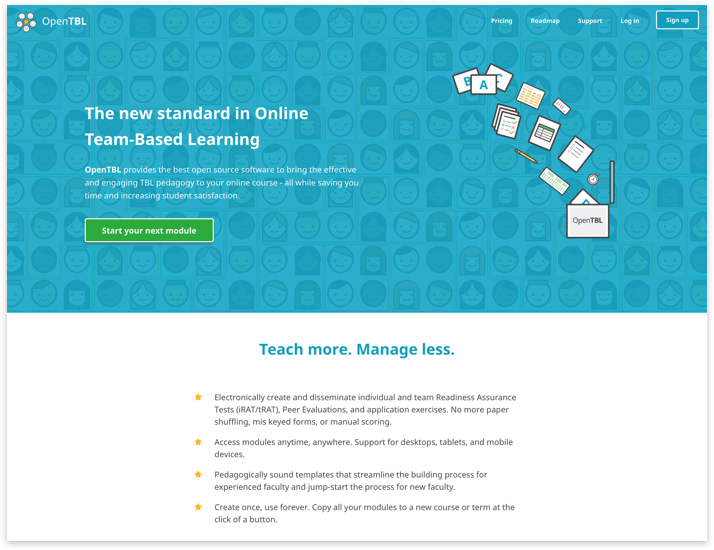 OpenTBL
Pricing
Roadmap
Support
Log in
Sign up
B
C
A
The new standard in Online
Team-Based Learning
OpenTBL provides the best open source software to bring the effective
and engaging TBL pedagogy to your online course - all while saving you
time and increasing student satisfaction.
Start your next module
OpenTBL
Teach more. Manage less.
Electronically create and disseminate individual and team Readiness Assurance
Tests (iRAT/tRAT), Peer Evaluations, and application exercises. No more paper
shuffling, mis keyed forms, or manual scoring.
Access modules anytime, anywhere. Support for desktops, tablets, and mobile
devices.
Pedagogically sound templates that streamline the building process for
experienced faculty and jump-start the process for new faculty.
Create once, use forever. Copy all your modules to a new course or term at the
click of a button.